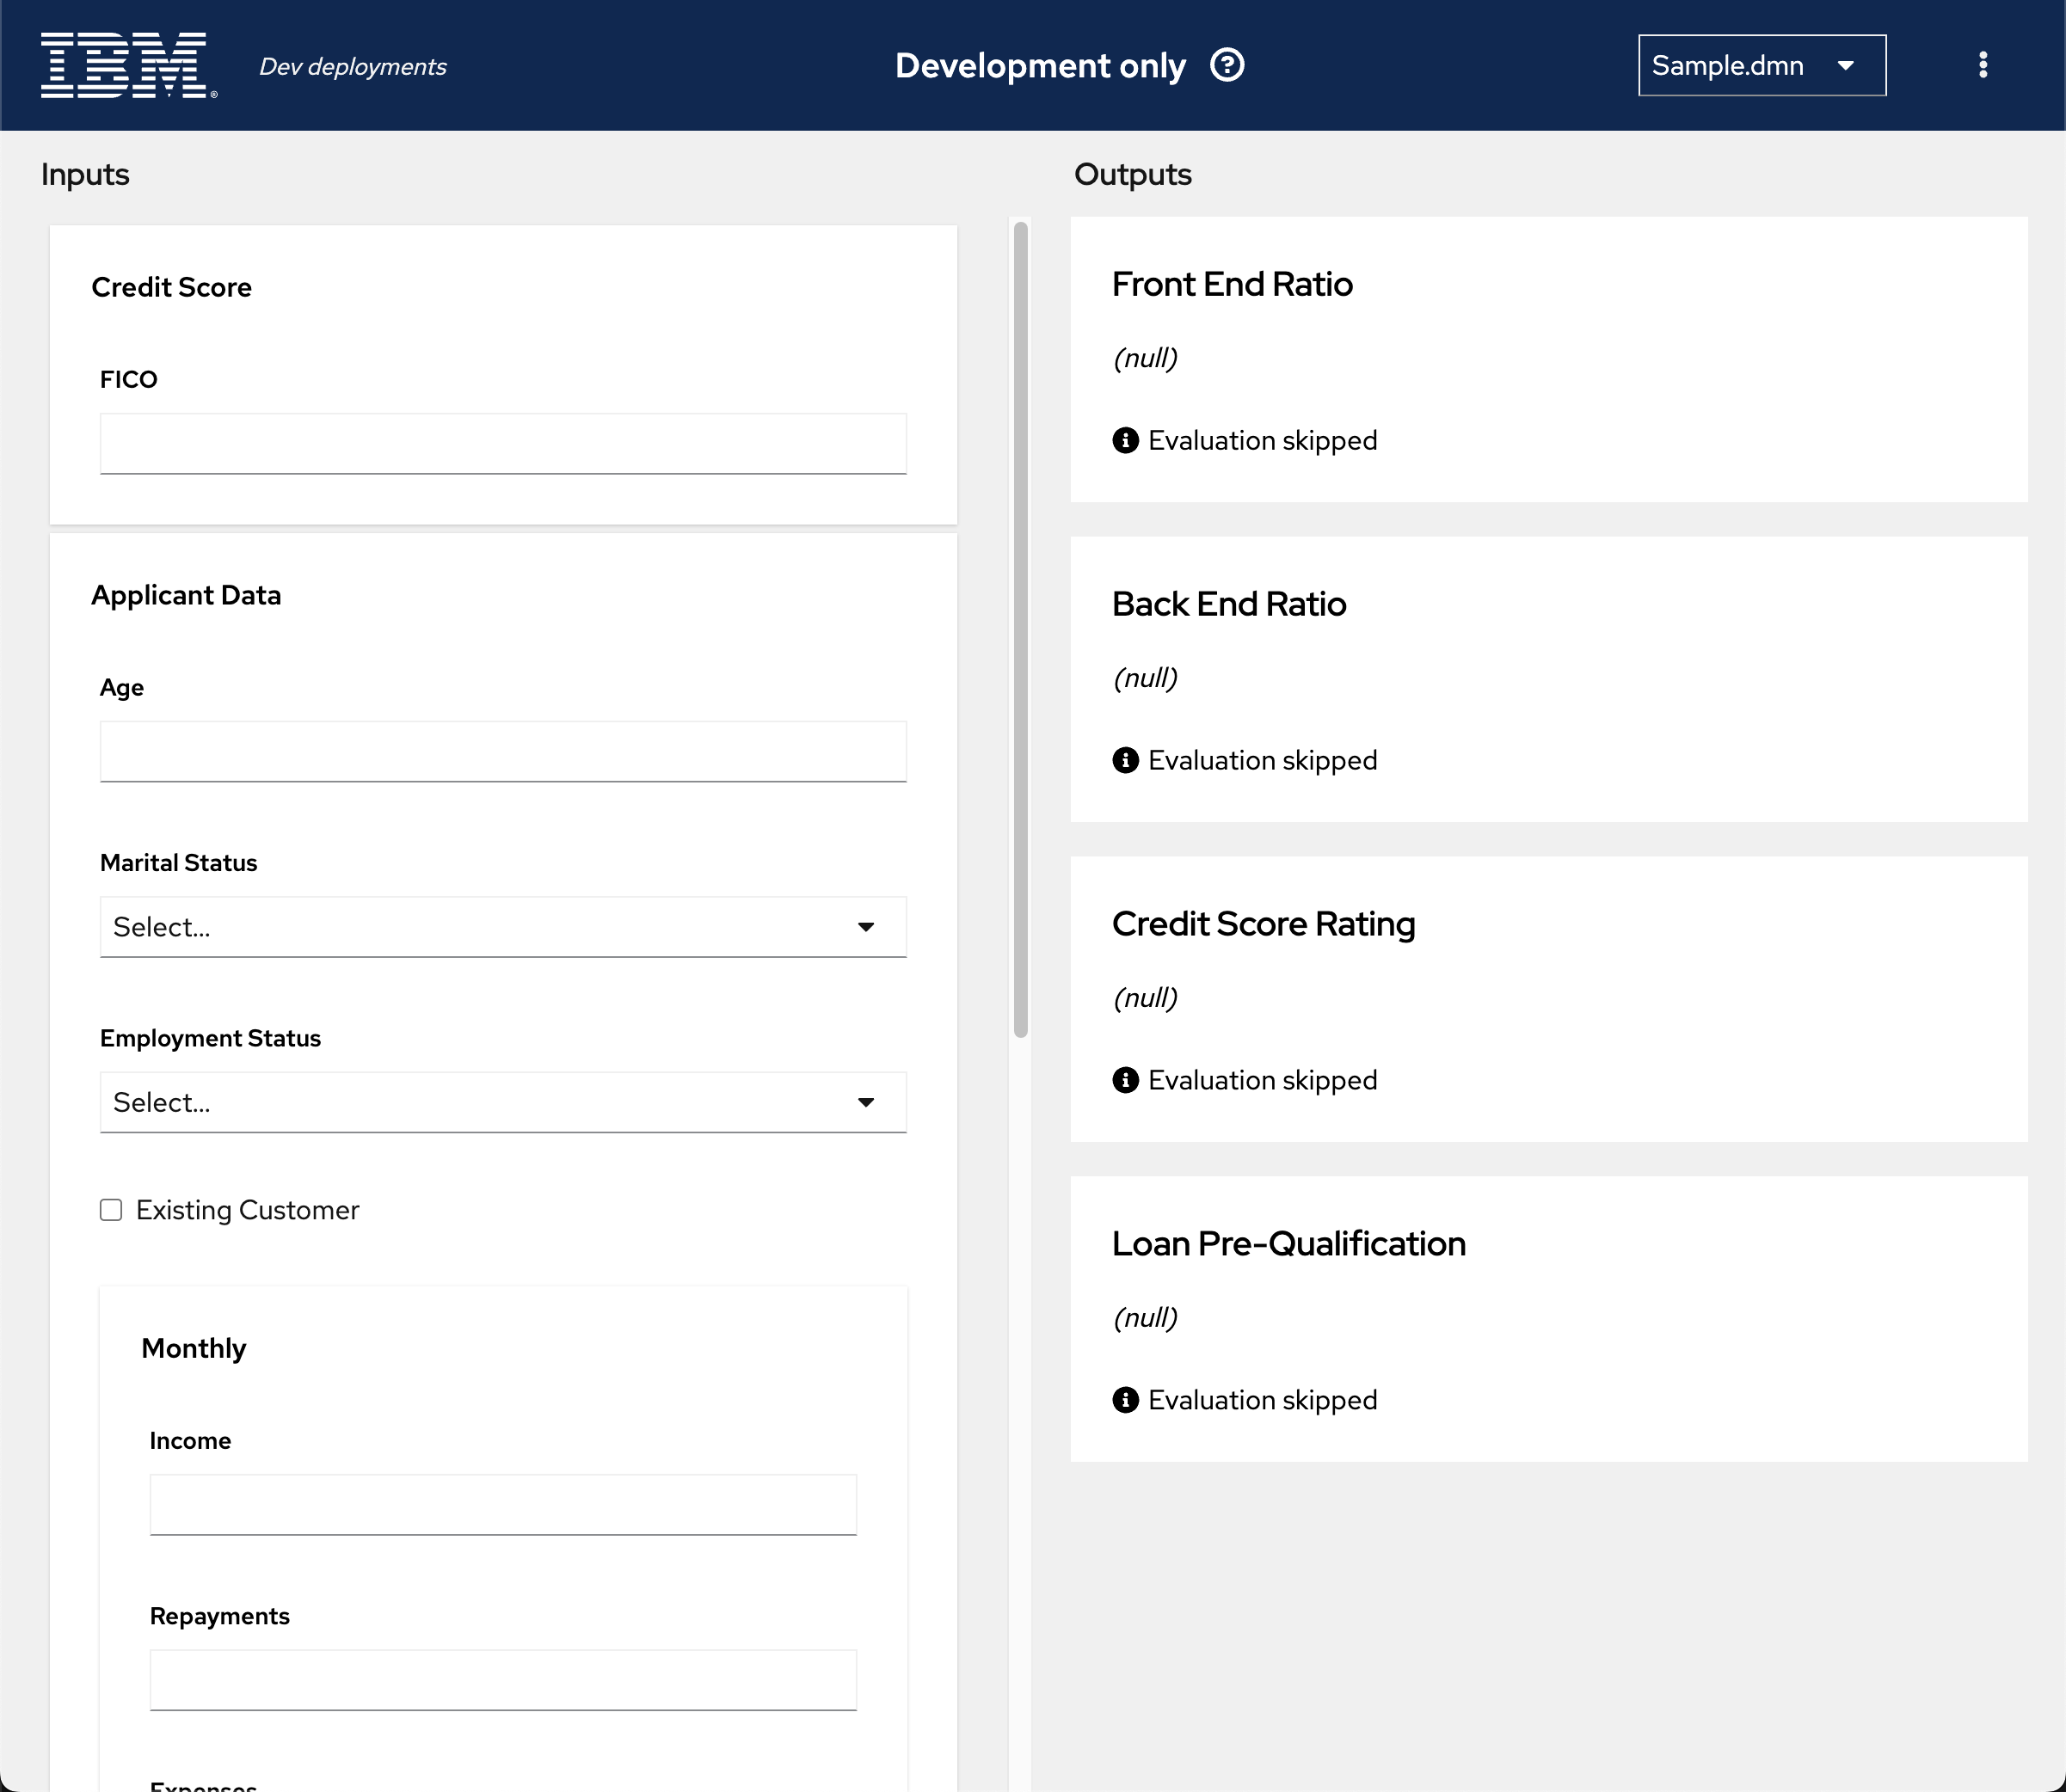 IBM®
Dev deployments
Development only
Sample.dmn
Inputs
Credit Score
FICO
Applicant Data
Age
Marital Status
Select...
Employment Status
Select...
Existing Customer
Monthly
Income
Repayments
Expenses
Outputs
Front End Ratio
(null)
Evaluation skipped
Back End Ratio
(null)
Evaluation skipped
Credit Score Rating
(null)
Evaluation skipped
Loan Pre-Qualification
(null)
Evaluation skipped